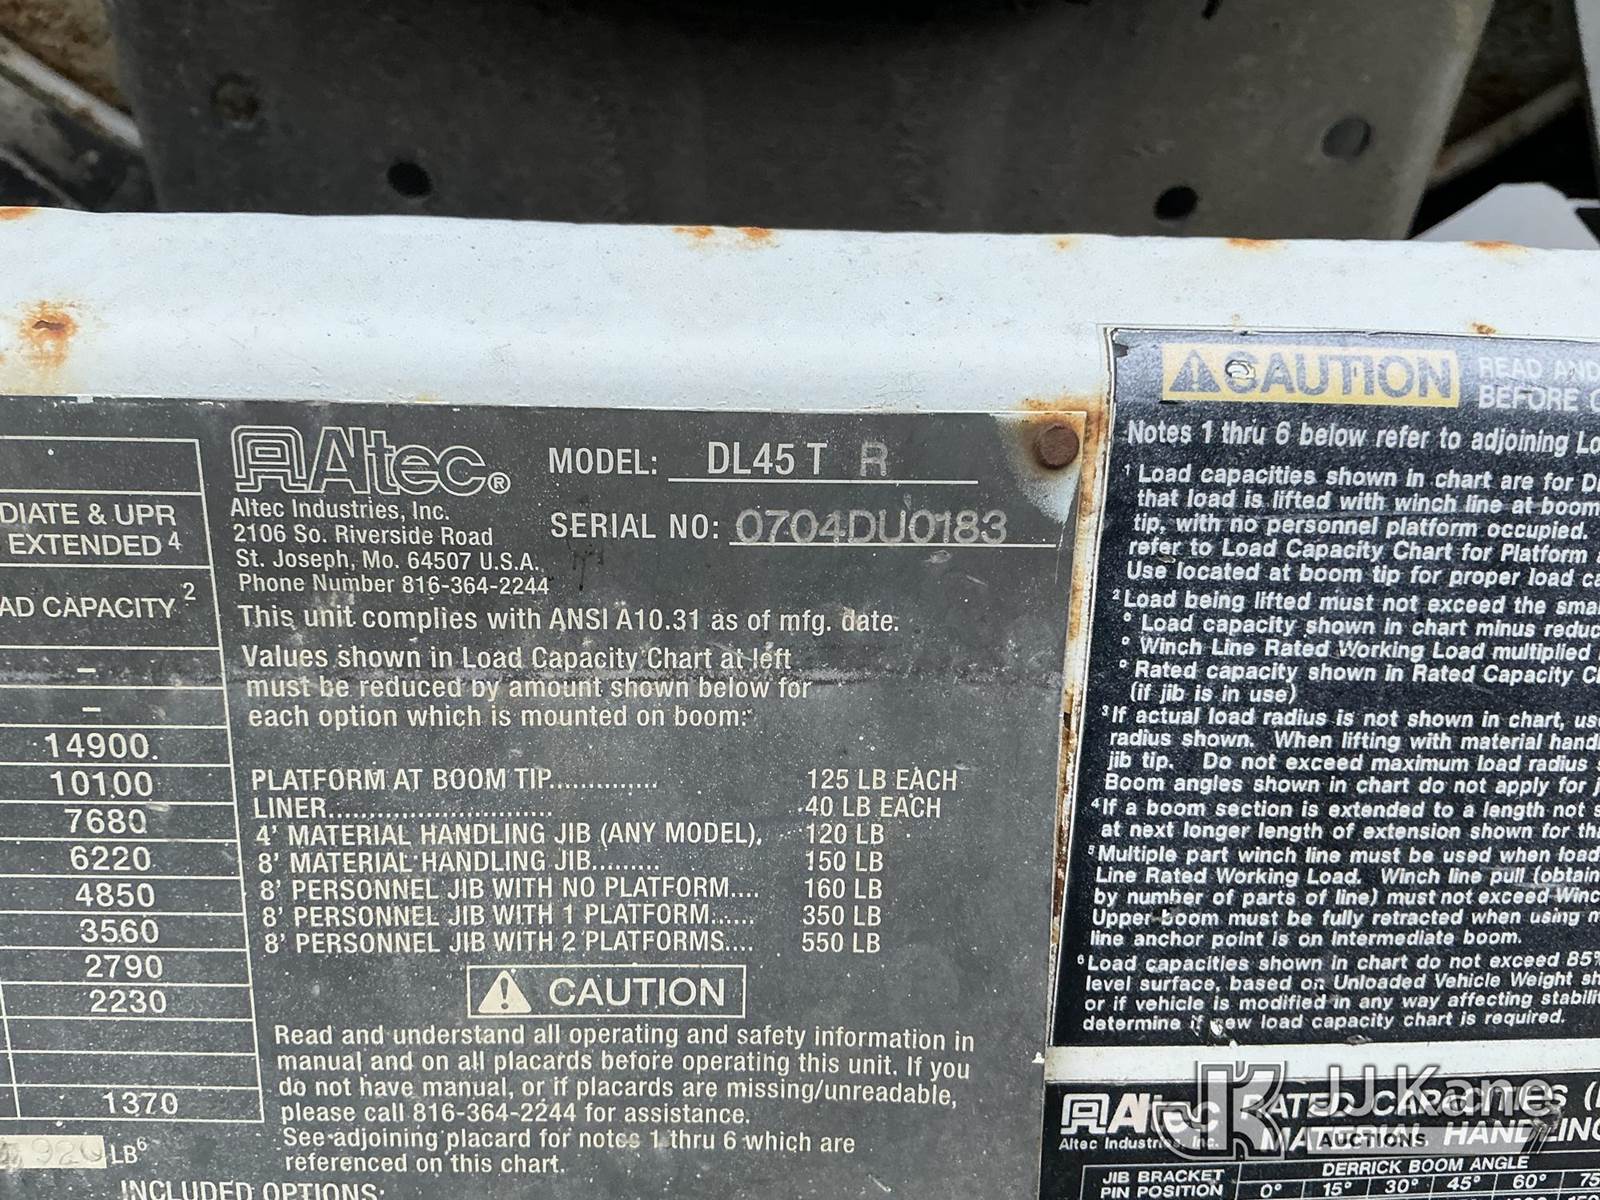 DIATE & UPR
EXTENDED 4
AD CAPACITY 2
–
–
14900.
10100
7680
6220
4850
3560
2790
2230
1370
LB6
Altec®
Altec Industries, Inc.
2106 So. Riverside Road
St. Joseph, Mo. 64507 U.S.A.
Phone Number 816-364-2244
MODEL: DL45 T R
SERIAL NO: 0704DU0183
This unit complies with ANSI A10.31 as of mfg. date.
Values shown in Load Capacity Chart at left
must be reduced by amount shown below for
each option which is mounted on boom:
PLATFORM AT BOOM TIP.............. 125 LB EACH
LINER............................. 40 LB EACH
4' MATERIAL HANDLING JIB (ANY MODEL). 120 LB
8' MATERIAL HANDLING JIB......... 150 LB
8' PERSONNEL JIB WITH NO PLATFORM.... 160 LB
8' PERSONNEL JIB WITH 1 PLATFORM...... 350 LB
8' PERSONNEL JIB WITH 2 PLATFORMS.... 550 LB
CAUTION
Read and understand all operating and safety information in
manual and on all placards before operating this unit. If you
do not have manual, or if placards are missing/unreadable,
please call 816-364-2244 for assistance.
See adjoining placard for notes 1 thru 6 which are
referenced on this chart.
INCLUDED OPTIONS:
CAUTION READ AND
BEFORE
Notes 1 thru 6 below refer to adjoining Lo
1 Load capacities shown in chart are for D
that load is lifted with winch line at boom
tip, with no personnel platform occupied.
refer to Load Capacity Chart for Platform
Use located at boom tip for proper load ca
2 Load being lifted must not exceed the sma
° Load capacity shown in chart minus reduc
° Winch Line Rated Working Load multiplied
° Rated capacity shown in Rated Capacity C
(if jib is in use)
3 If actual load radius is not shown in chart, use
radius shown. When lifting with material hand
jib tip. Do not exceed maximum load radius
Boom angles shown in chart do not apply for j
4 If a boom section is extended to a length not s
at next longer length of extension shown for tha
5 Multiple part winch line must be used when load
Line Rated Working Load. Winch line pull (obtain
by number of parts of line) must not exceed Winc
Upper boom must be fully retracted when using m
line anchor point is on Intermediate boom.
6 Load capacities shown in chart do not exceed 85%
level surface, based on Unloaded Vehicle Weight sh
or if vehicle is modified in any way affecting stabilit
determine if new load capacity chart is required.
Altec
Altec Industries, Inc.
RATED CAPACITIES (
MATERIAL HANDLING
JIB BRACKET
PIN POSITION
DERRICK BOOM ANGLE
0° 15° 30° 45° 60° 75
JK JJ Kane
AUCTIONS